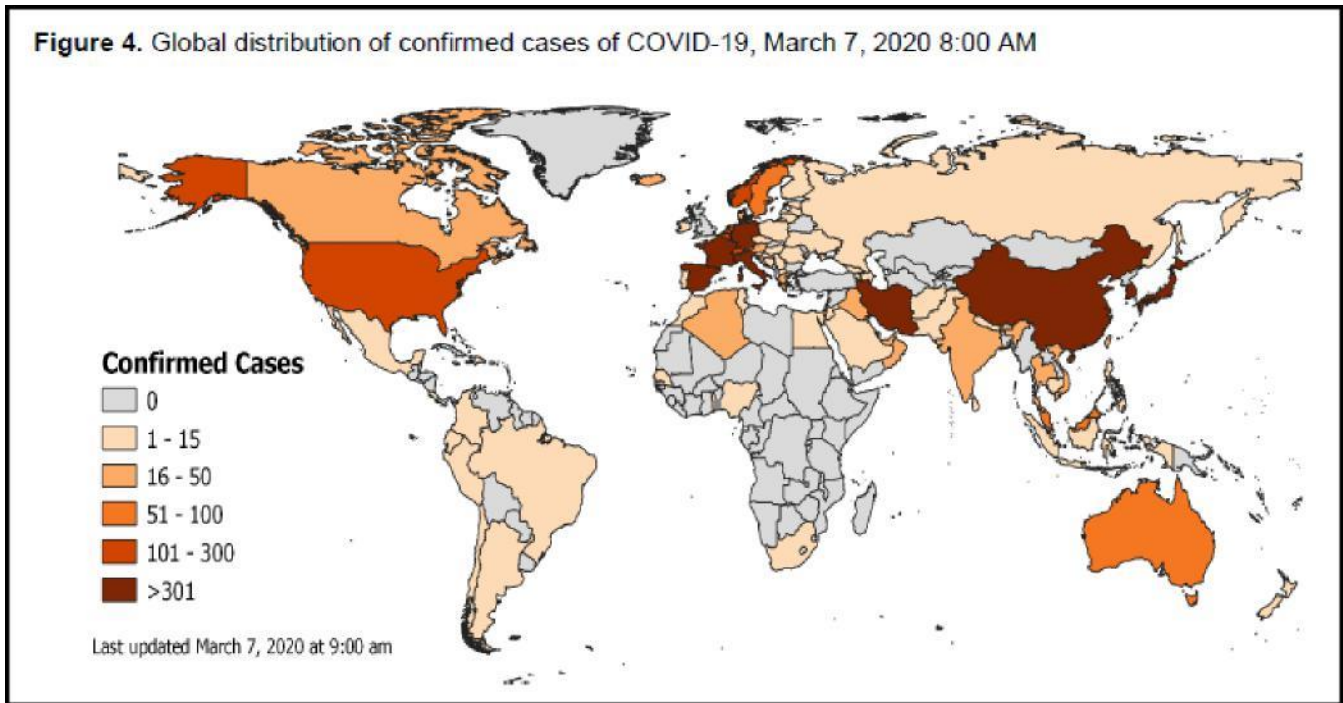 Figure 4. Global distribution of confirmed cases of COVID-19, March 7, 2020 8:00 AM
Confirmed Cases
0
1 - 15
16 - 50
51 - 100
101 - 300
>301
Last updated March 7, 2020 at 9:00 am